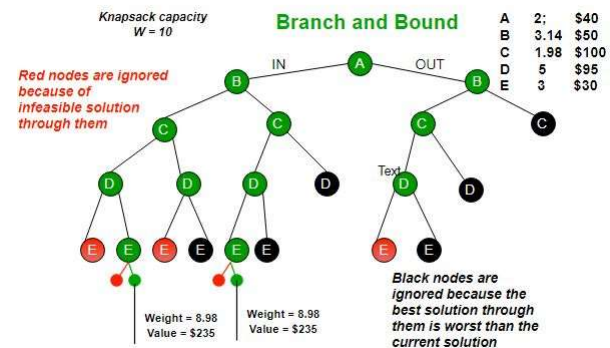 Knapsack capacity
W = 10
Branch and Bound
A 2; $40
B 3.14 $50
C 1.98 $100
D 5 $95
E 3 $30
Red nodes are ignored
because of
infeasible solution
through them
IN
OUT
A
B
B
C
C
C
C
D
D
D
D
Text
D
D
E
E
E
E
E
E
E
E
Weight = 8.98
Value = $235
Weight = 8.98
Value = $235
Black nodes are
ignored because the
best solution through
them is worst than the
current solution